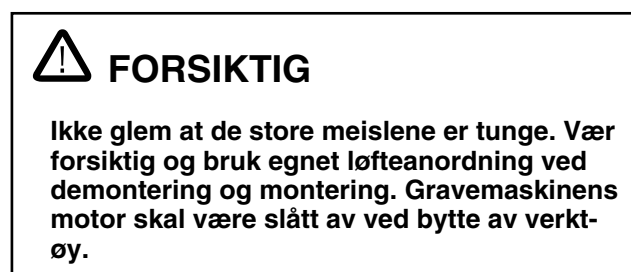 FORSIKTIG
Ikke glem at de store meislene er tunge. Vær
forsiktig og bruk egnet løfteanordning ved
demontering og montering. Gravemaskinens
motor skal være slått av ved bytte av verkt-
øy.